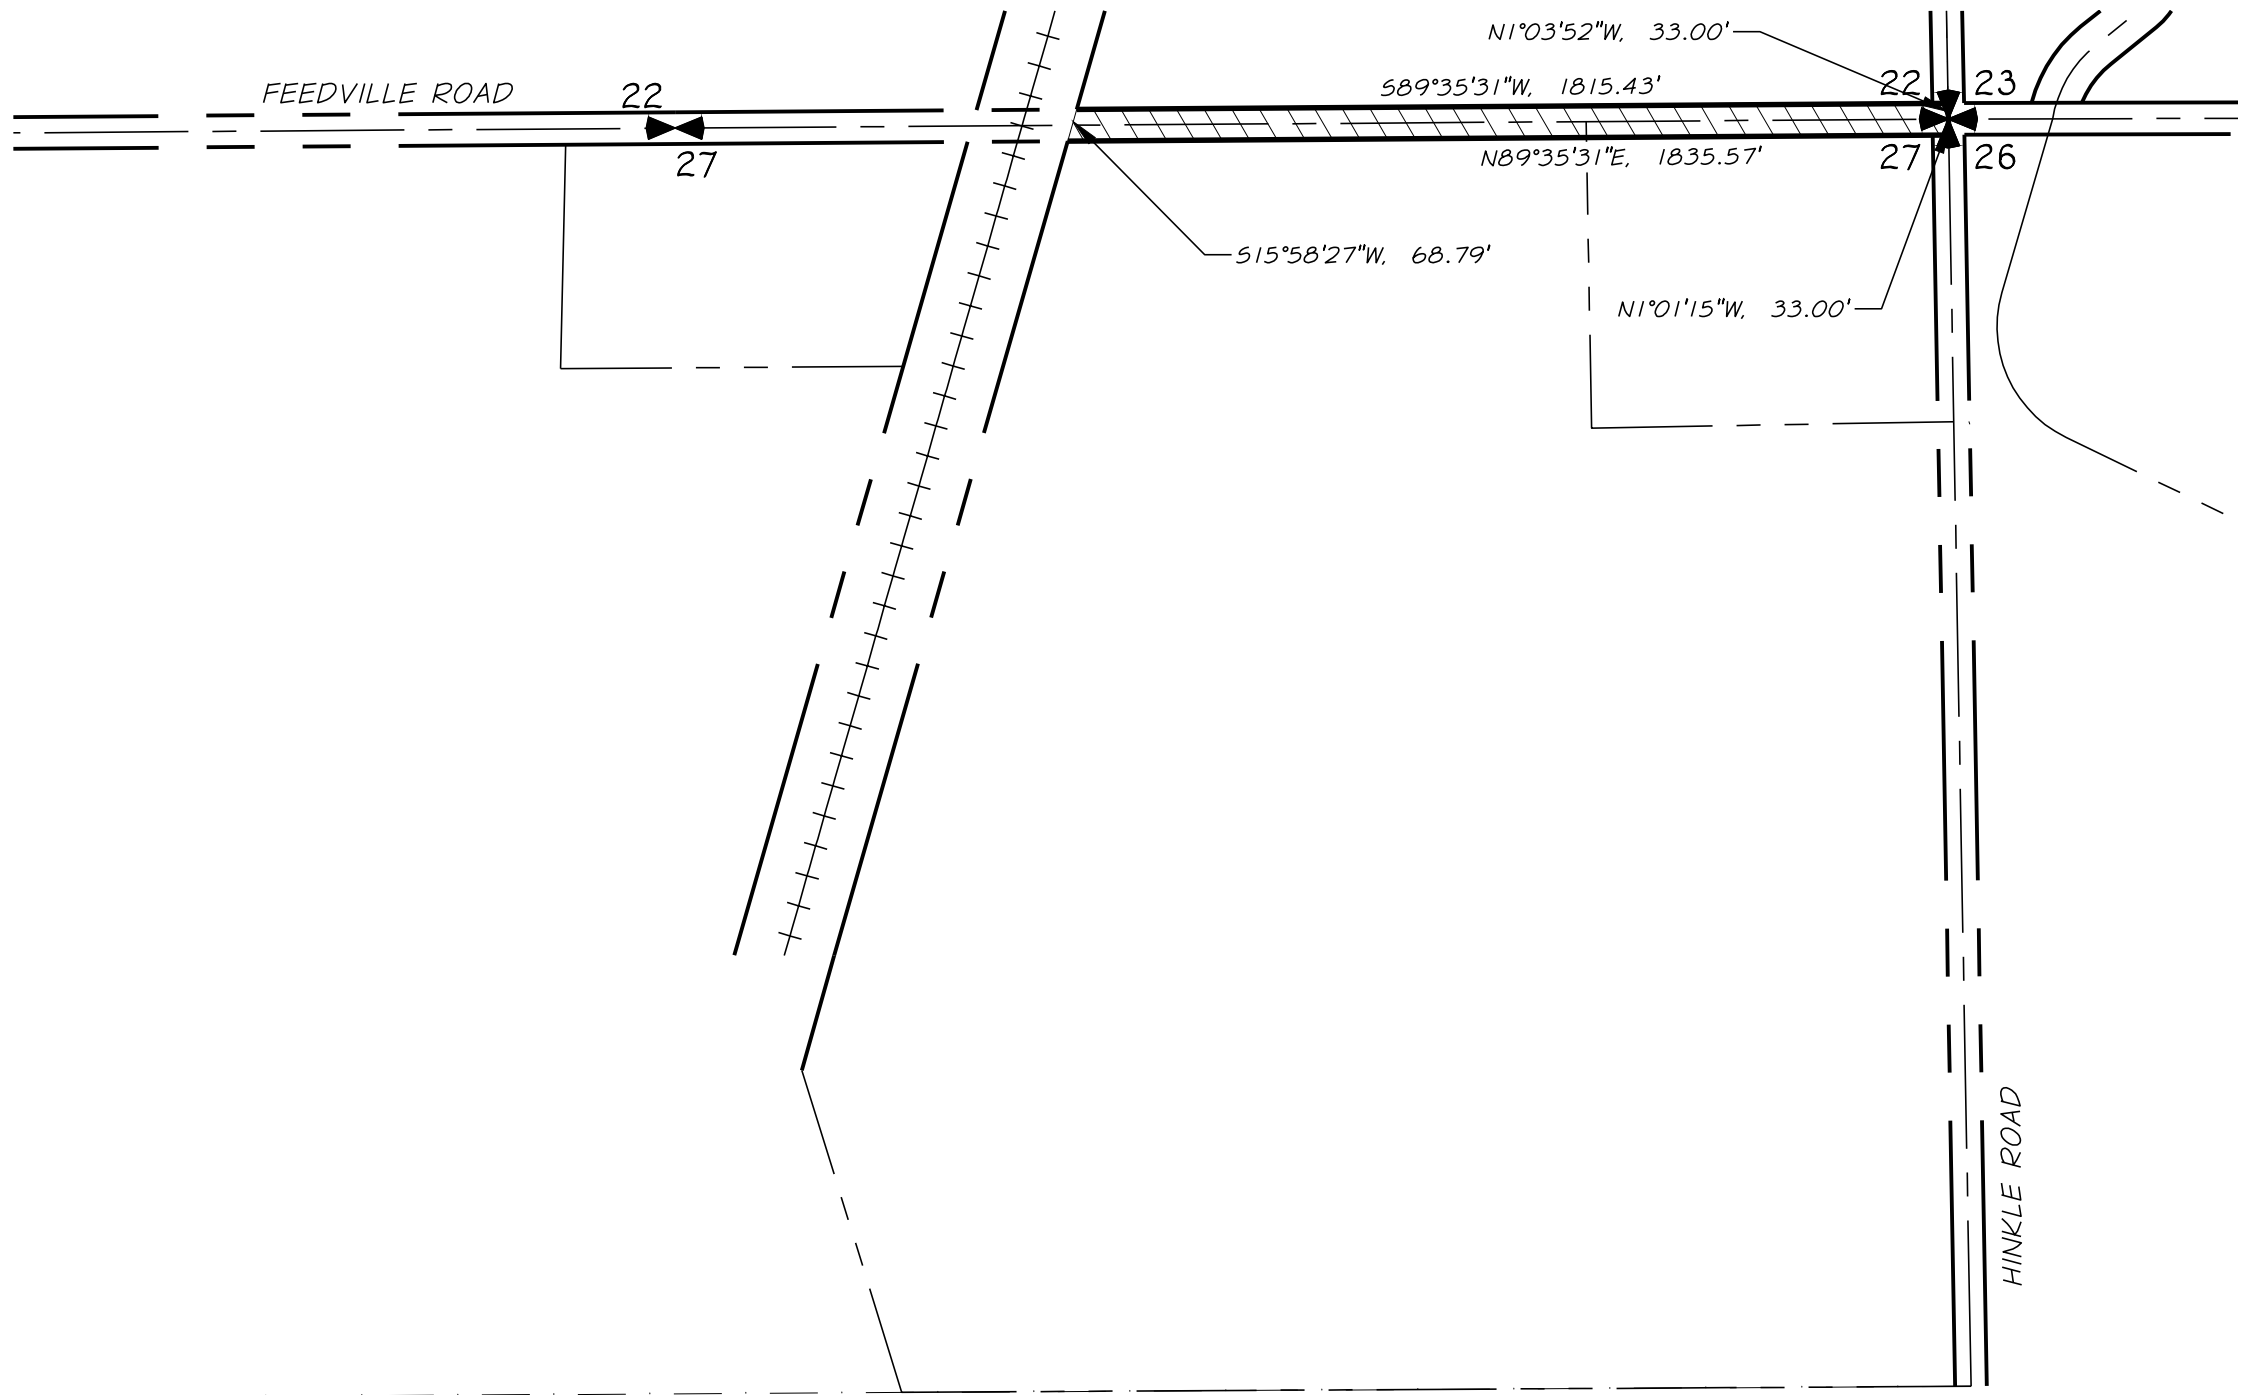 N1°03'52"W, 33.00'
S89°35'31"W, 1815.43'
FEEDVILLE ROAD
22
22
23
27
27
26
N89°35'31"E, 1835.57'
S15°58'27"W, 68.79'
N1°01'15"W, 33.00'
HINKLE ROAD